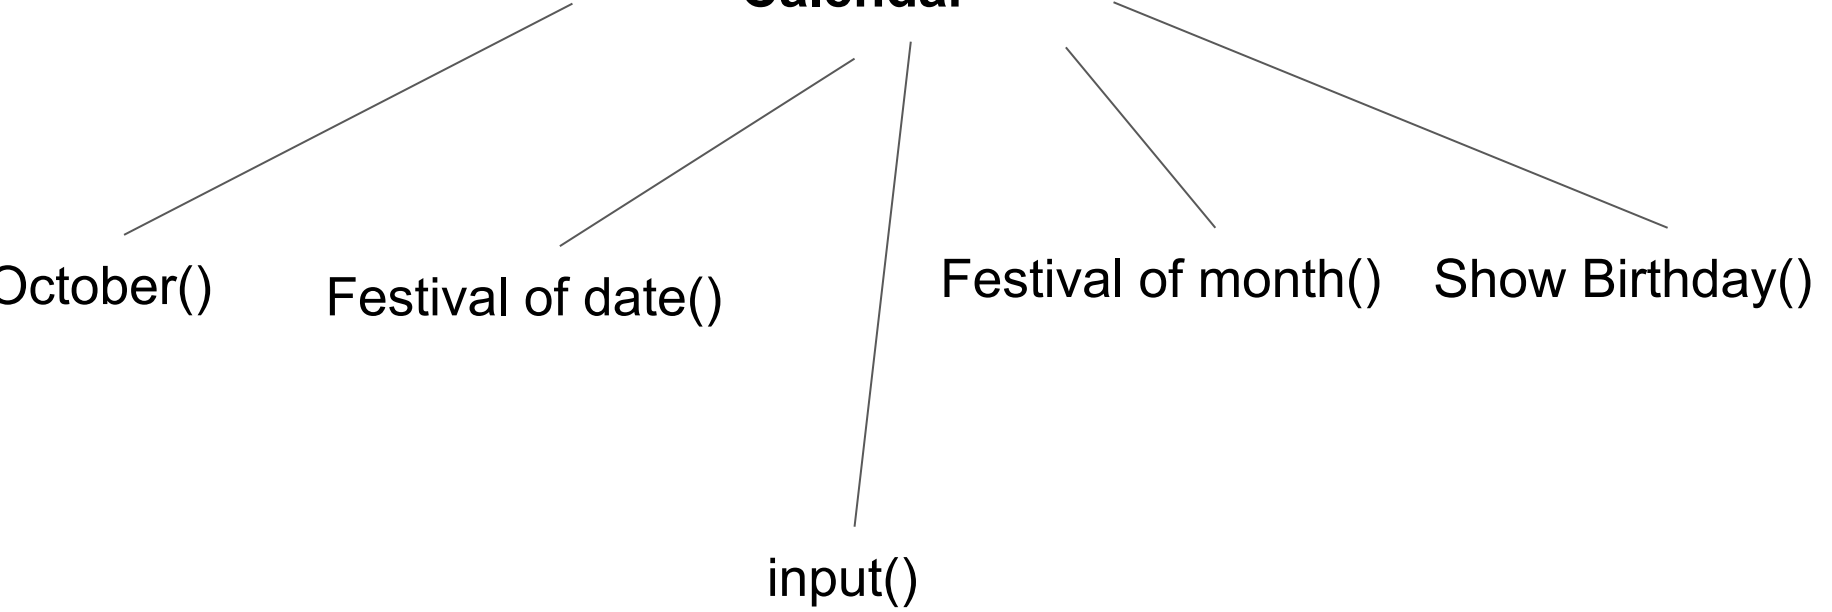 Calendar
October()
Festival of date()
Festival of month()
Show Birthday()
input()